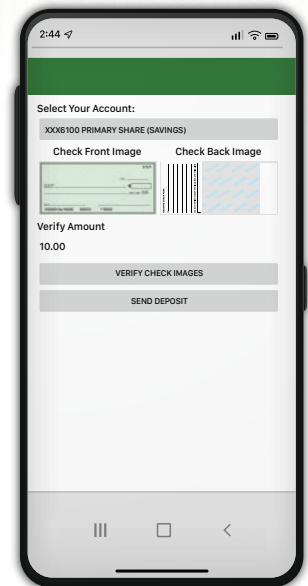 2:44
Select Your Account:
XXX6100 PRIMARY SHARE (SAVINGS)
Check Front Image Check Back Image
Verify Amount
10.00
VERIFY CHECK IMAGES
SEND DEPOSIT